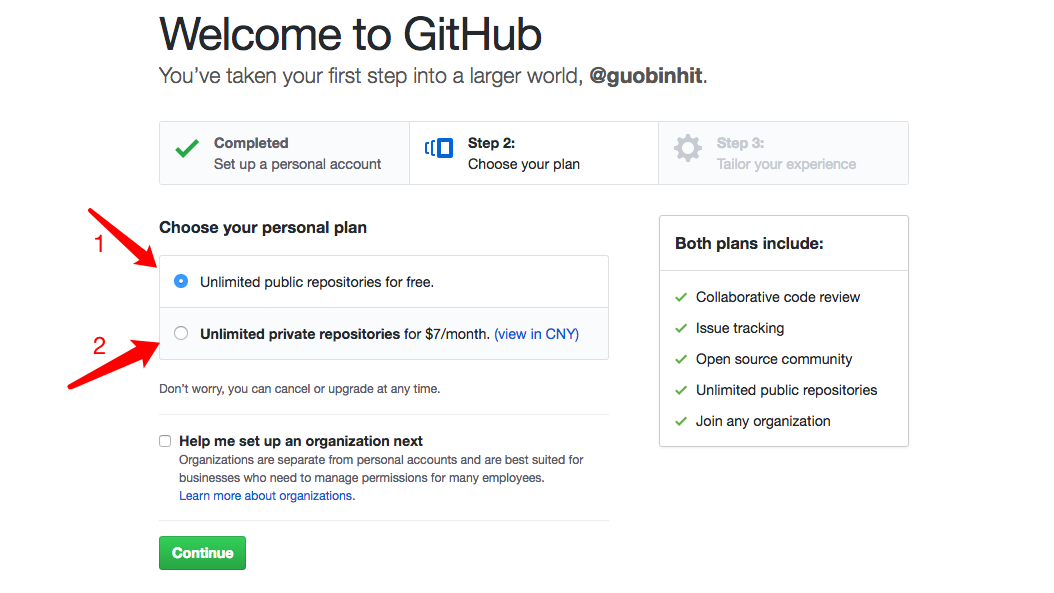 Welcome to GitHub
You’ve taken your first step into a larger world, @guobinhit.
Completed
Set up a personal account
Step 2:
Choose your plan
Step 3:
Tailor your experience
Choose your personal plan
1
Unlimited public repositories for free.
2
Unlimited private repositories for $7/month. (view in CNY)
Don’t worry, you can cancel or upgrade at any time.
Help me set up an organization next
Organizations are separate from personal accounts and are best suited for
businesses who need to manage permissions for many employees.
Learn more about organizations.
Continue
Both plans include:
Collaborative code review
Issue tracking
Open source community
Unlimited public repositories
Join any organization